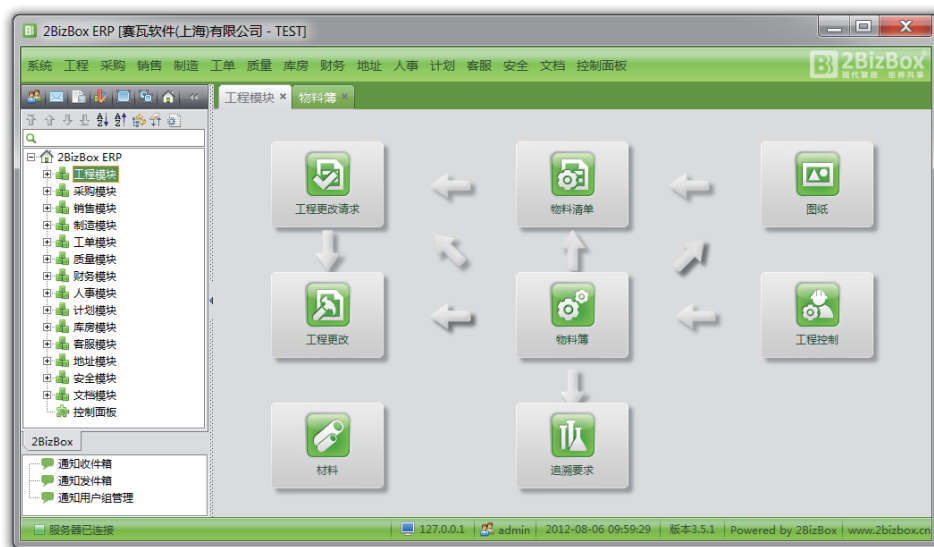 2BizBox ERP [赛瓦软件(上海)有限公司 - TEST]
系统 工程 采购 销售 制造 工单 质量 库房 财务 地址 人事 计划 客服 安全 文档 控制面板
2BizBox
现代管理 世界共享
工程模块 物料簿
2BizBox ERP
工程模块
采购模块
销售模块
制造模块
工单模块
质量模块
财务模块
人事模块
计划模块
库房模块
客服模块
地址模块
安全模块
文档模块
控制面板
2BizBox
通知收件箱
通知发件箱
通知用户组管理
工程更改请求 物料清单 图纸
工程更改 物料簿 工程控制
材料 追溯要求
服务器已连接 127.0.0.1 admin 2012-08-06 09:59:29 版本3.5.1 Powered by 2BizBox www.2bizbox.cn